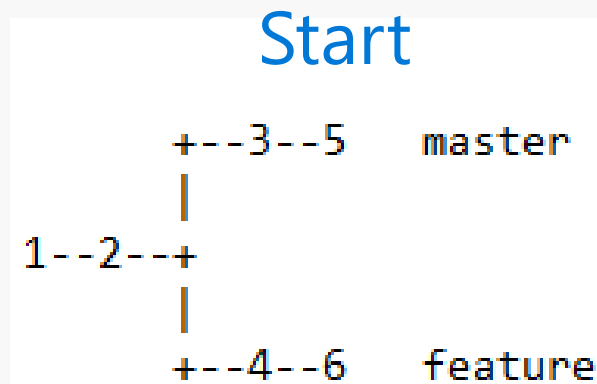 Start
+--3--5 master
|
1--2--+
|
+--4--6 feature